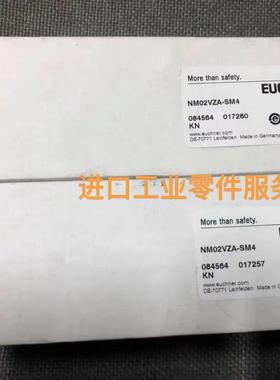 More than safety.
EUC
NM02VZA-SM4
084564 017260
KN
www.euchner.com
DE-70771 Leinfelden Made in Germany
进口工业零件服
More than safety.
NM02VZA-SM4
084564 017257
KN
www.euchner.com
DE-70771 Leinfelden Made in Germany